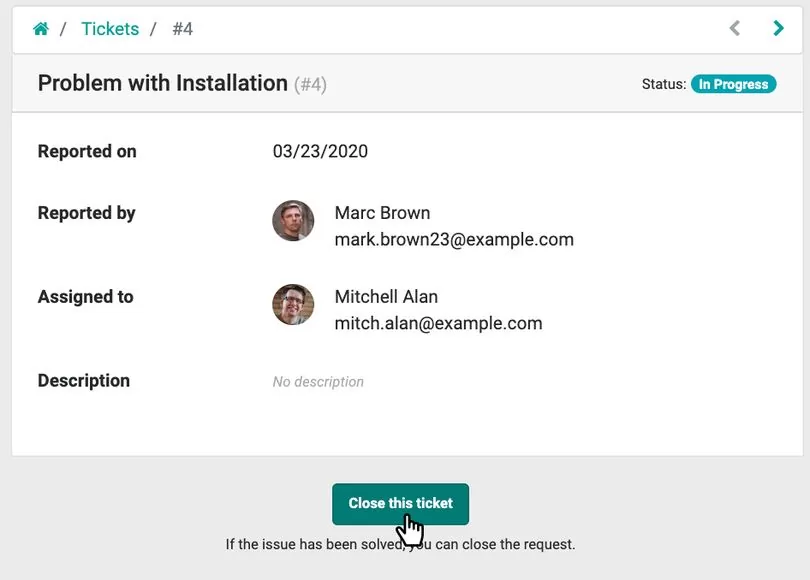 / Tickets / #4
Problem with Installation (#4) Status: In Progress
Reported on 03/23/2020
Reported by Marc Brown
mark.brown23@example.com
Assigned to Mitchell Alan
mitch.alan@example.com
Description No description
Close this ticket
If the issue has been solved, you can close the request.